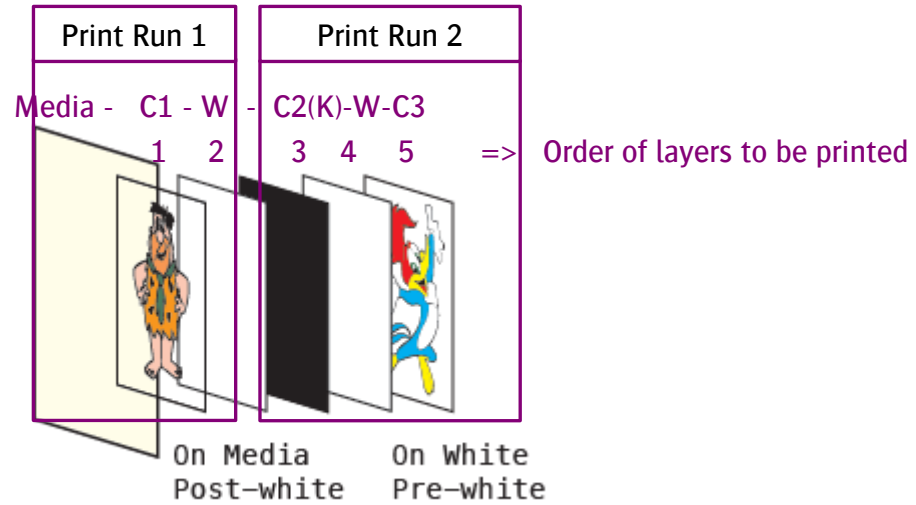 Print Run 1 Print Run 2
Media - C1 - W - C2(K)-W-C3
1 2 3 4 5 => Order of layers to be printed
On Media On White
Post-white Pre-white